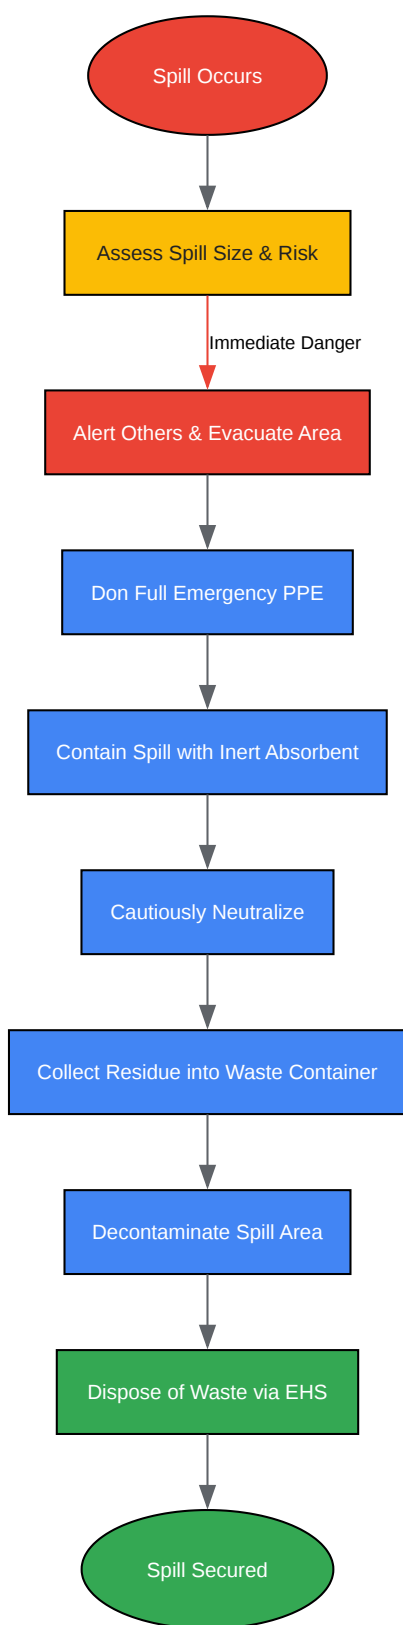 Spill Occurs
Assess Spill Size & Risk
Immediate Danger
Alert Others & Evacuate Area
Don Full Emergency PPE
Contain Spill with Inert Absorbent
Cautiously Neutralize
Collect Residue into Waste Container
Decontaminate Spill Area
Dispose of Waste via EHS
Spill Secured